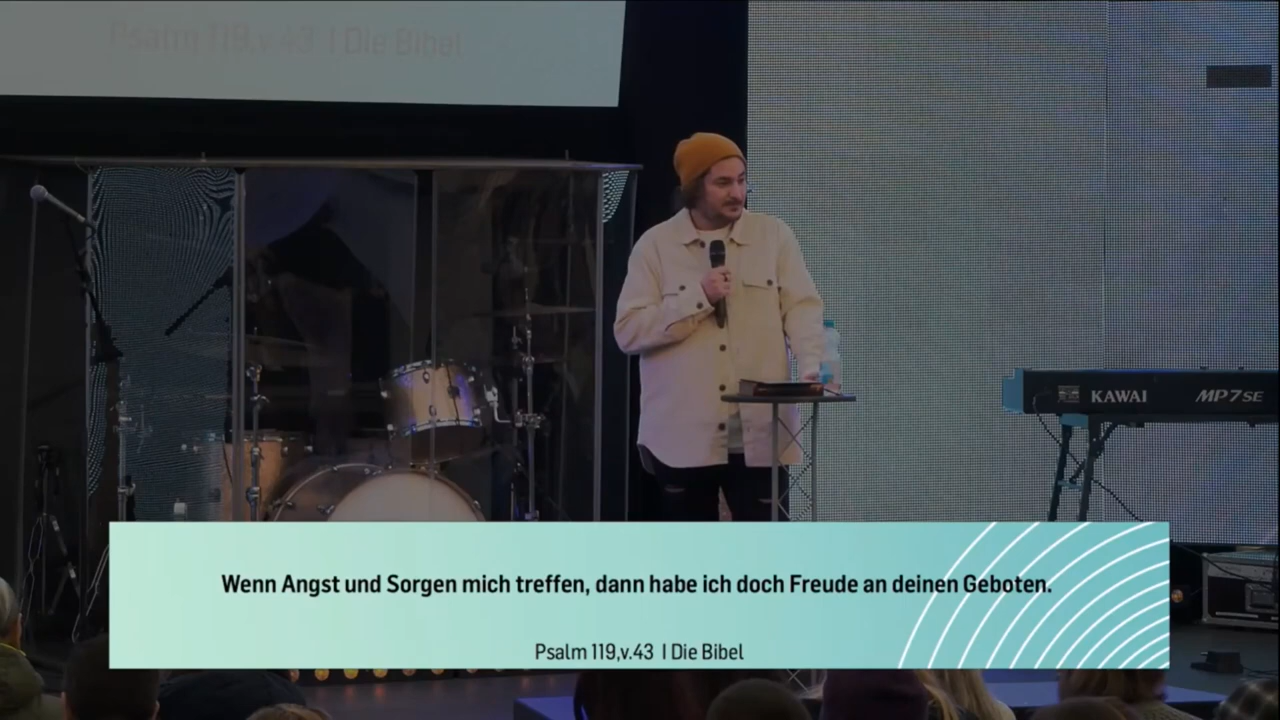 Psalm 119,v.43 | Die Bibel
KAWAI MP7SE
Wenn Angst und Sorgen mich treffen, dann habe ich doch Freude an deinen Geboten.
Psalm 119,v.43 | Die Bibel